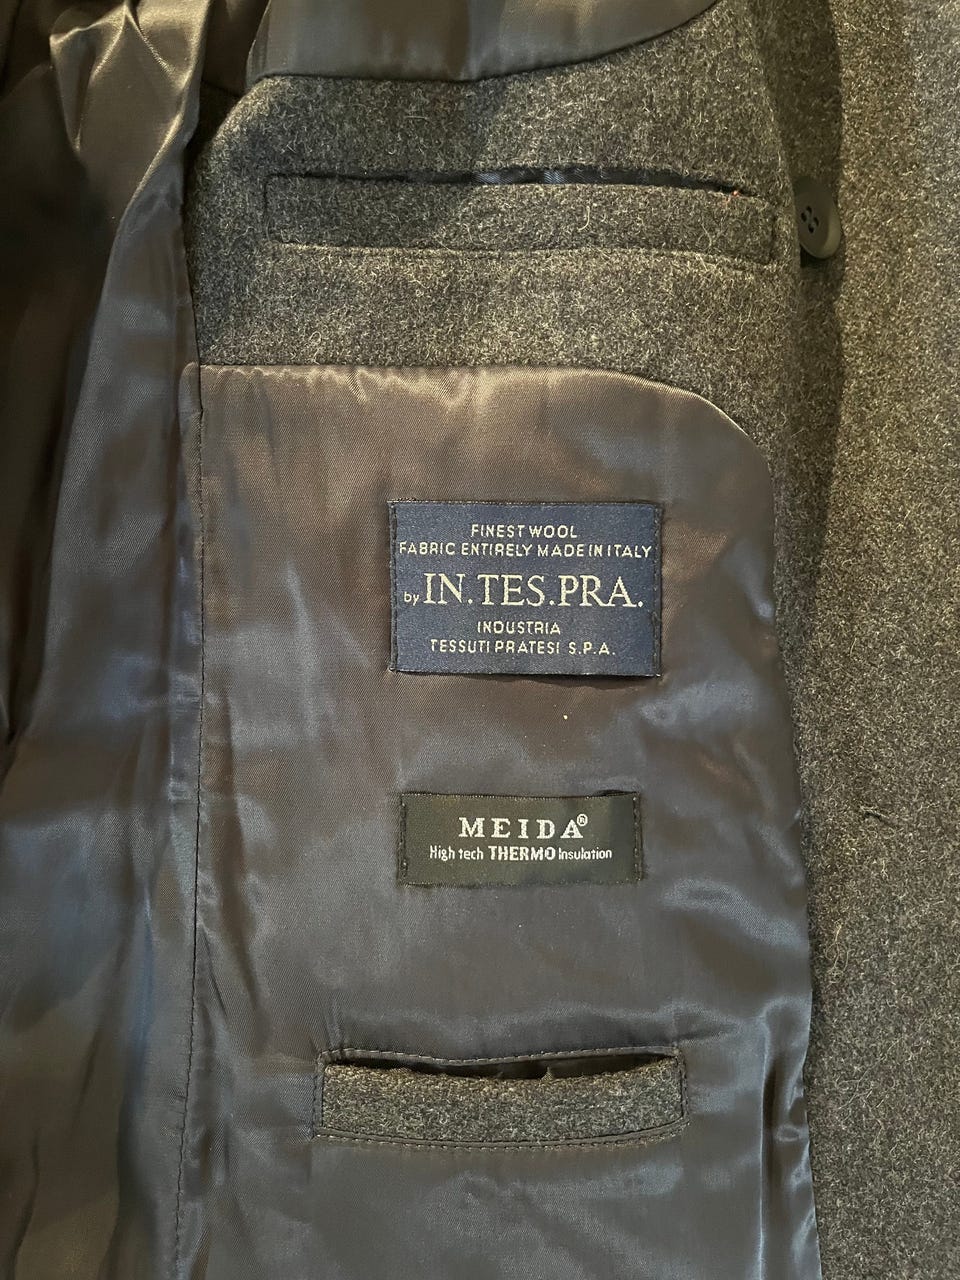 FINEST WOOL
FABRIC ENTIRELY MADE IN ITALY
by IN.TES.PRA.
INDUSTRIA
TESSUTI PRATESI S.P.A.
MEIDA®
High tech THERMO Insulation